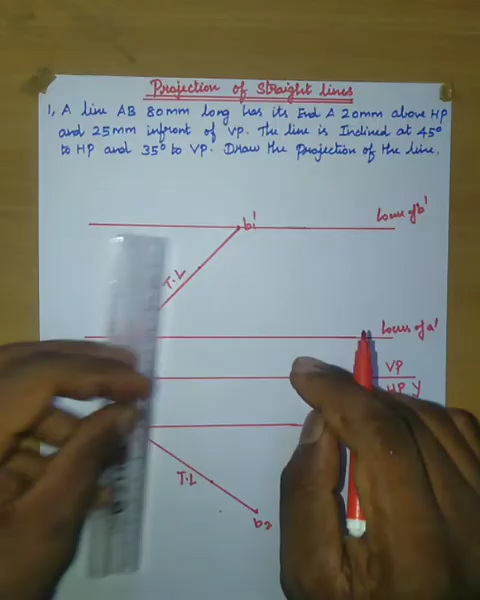 Projection of Straight lines
1, A line AB 80mm long has its End A 20mm above HP
and 25mm infront of VP. The line is Inclined at 45°
to HP and 35° to VP. Draw the Projection of the line.
locus of b'
b1'
T.L
locus of a'
VP
HP y
T.L
b2